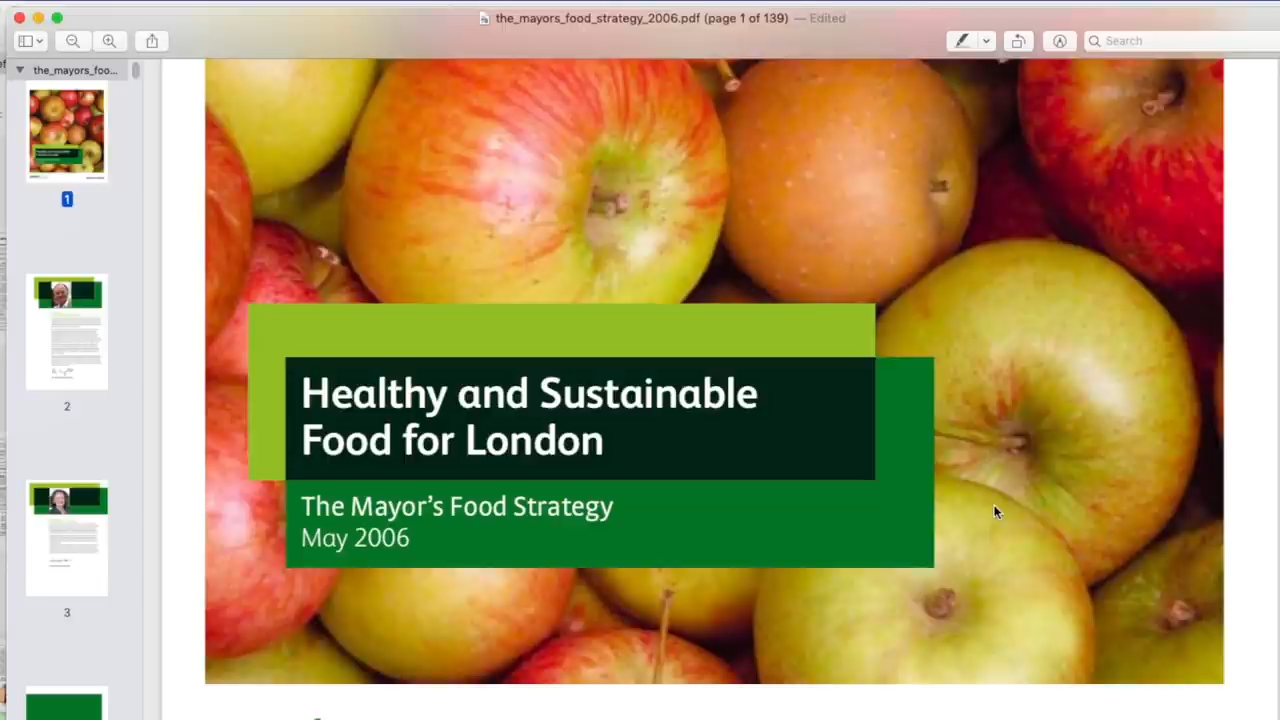 the_mayors_food_strategy_2006.pdf (page 1 of 139) — Edited
Search
the_mayors_foo...
1
2
3
Healthy and Sustainable
Food for London
The Mayor's Food Strategy
May 2006